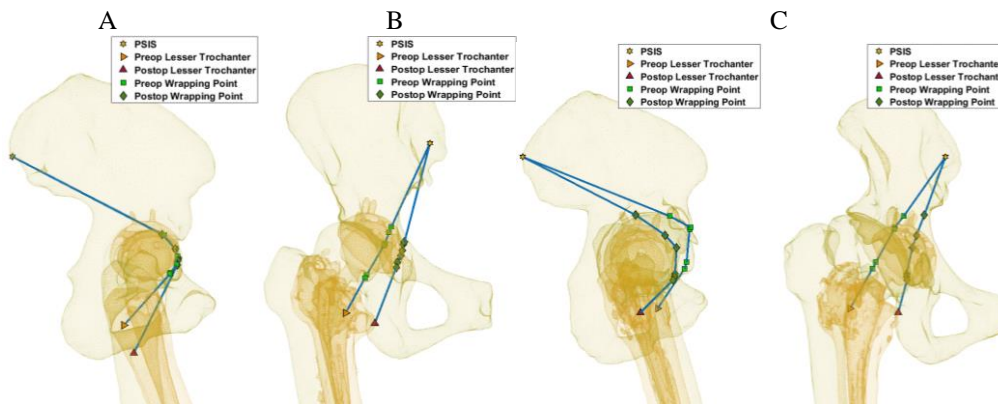 A
PSIS
Preop Lesser Trochanter
Postop Lesser Trochanter
Preop Wrapping Point
Postop Wrapping Point
B
PSIS
Preop Lesser Trochanter
Postop Lesser Trochanter
Preop Wrapping Point
Postop Wrapping Point
C
PSIS
Preop Lesser Trochanter
Postop Lesser Trochanter
Preop Wrapping Point
Postop Wrapping Point
PSIS
Preop Lesser Trochanter
Postop Lesser Trochanter
Preop Wrapping Point
Postop Wrapping Point